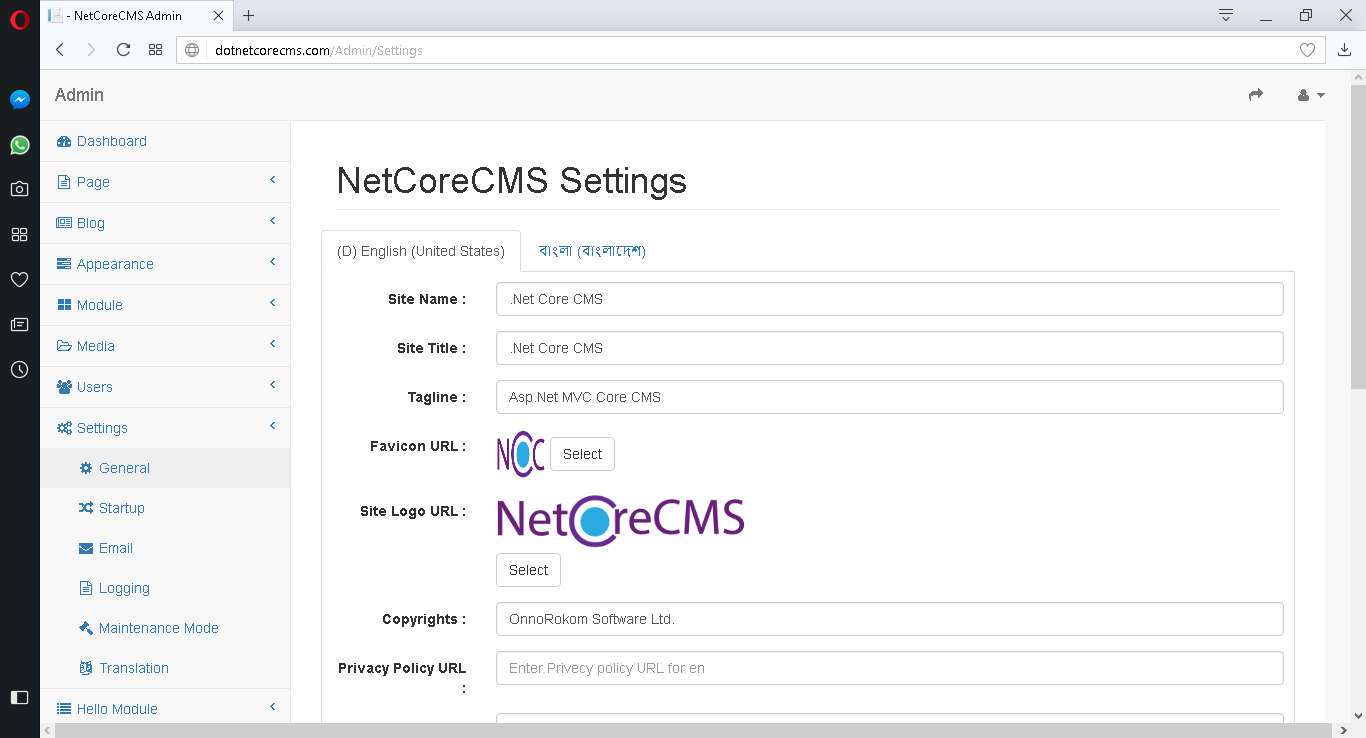 - NetCoreCMS Admin
dotnetcorecms.com/Admin/Settings
Admin
Dashboard
Page
Blog
Appearance
Module
Media
Users
Settings
General
Startup
Email
Logging
Maintenance Mode
Translation
Hello Module
NetCoreCMS Settings
(D) English (United States)
বাংলা (বাংলাদেশ)
Site Name : .Net Core CMS
Site Title : .Net Core CMS
Tagline : Asp.Net MVC Core CMS
Favicon URL : NCC Select
Site Logo URL : NetCoreCMS
Select
Copyrights : OnnoRokom Software Ltd.
Privacy Policy URL : Enter Privecy policy URL for en